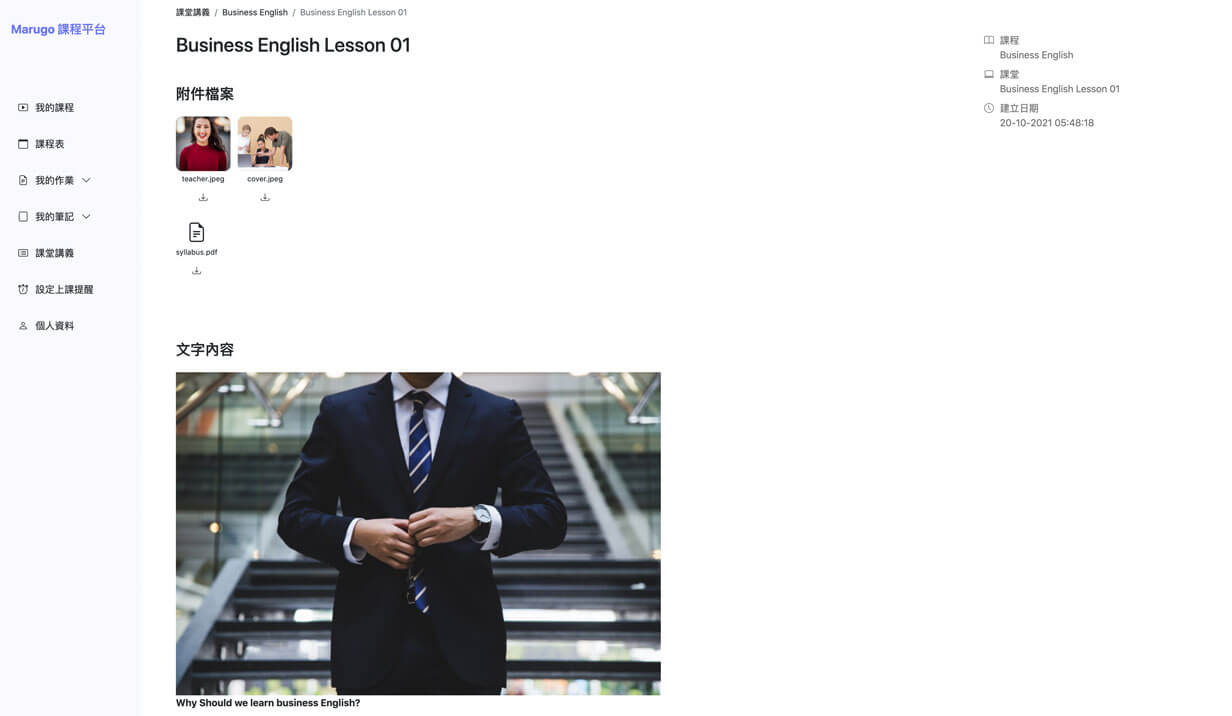 Marugo 課程平台
我的課程
課程表
我的作業
我的筆記
課堂講義
設定上課提醒
個人資料
課堂講義 / Business English / Business English Lesson 01
Business English Lesson 01
附件檔案
teacher.jpeg
cover.jpeg
syllabus.pdf
文字內容
Why Should we learn business English?
課程
Business English
課堂
Business English Lesson 01
建立日期
20-10-2021 05:48:18